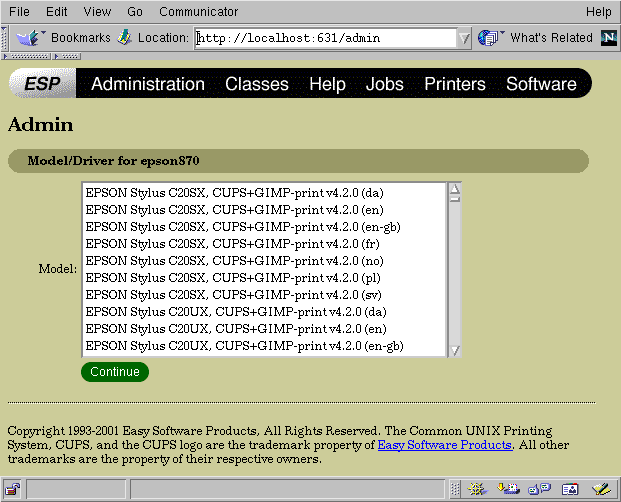 File Edit View Go Communicator Help
Bookmarks Location: http://localhost:631/admin What's Related N
ESP Administration Classes Help Jobs Printers Software
Admin
Model/Driver for epson870
EPSON Stylus C20SX, CUPS+GIMP-print v4.2.0 (da)
EPSON Stylus C20SX, CUPS+GIMP-print v4.2.0 (en)
EPSON Stylus C20SX, CUPS+GIMP-print v4.2.0 (en-gb)
EPSON Stylus C20SX, CUPS+GIMP-print v4.2.0 (fr)
Model: EPSON Stylus C20SX, CUPS+GIMP-print v4.2.0 (no)
EPSON Stylus C20SX, CUPS+GIMP-print v4.2.0 (pl)
EPSON Stylus C20SX, CUPS+GIMP-print v4.2.0 (sv)
EPSON Stylus C20UX, CUPS+GIMP-print v4.2.0 (da)
EPSON Stylus C20UX, CUPS+GIMP-print v4.2.0 (en)
EPSON Stylus C20UX, CUPS+GIMP-print v4.2.0 (en-gb)
Continue
Copyright 1993-2001 Easy Software Products, All Rights Reserved. The Common UNIX Printing
System, CUPS, and the CUPS logo are the trademark property of Easy Software Products. All other
trademarks are the property of their respective owners.